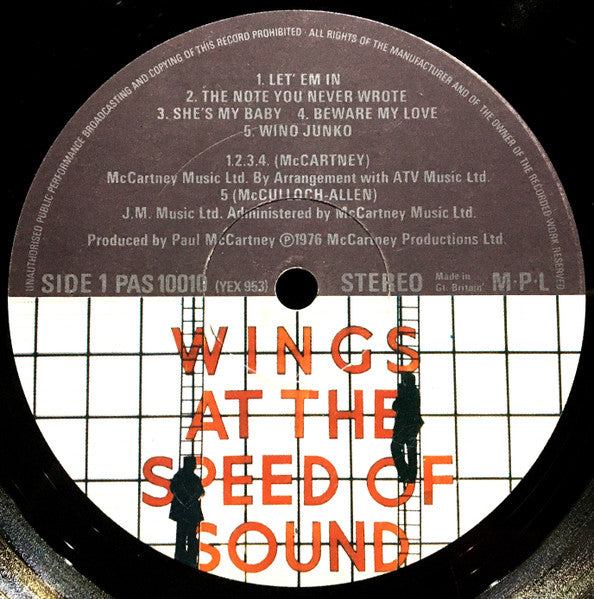 UNAUTHORISED PUBLIC PERFORMANCE BROADCASTING AND COPYING OF THIS RECORD PROHIBITED · ALL RIGHTS OF THE MANUFACTURER AND OF THE OWNER OF THE RECORDED WORK RESERVED
1. LET' EM IN
2. THE NOTE YOU NEVER WROTE
3. SHE'S MY BABY 4. BEWARE MY LOVE
5. WINO JUNKO
1.2.3.4. (McCARTNEY)
McCartney Music Ltd. By Arrangement with ATV Music Ltd.
5 (McCULLOCH-ALLEN)
J.M. Music Ltd. Administered by McCartney Music Ltd.
Produced by Paul McCartney Ⓟ1976 McCartney Productions Ltd.
SIDE 1 PAS 10010 (YEX 953) STEREO Made in Gt. Britain' M·P·L
WINGS
AT THE
SPEED OF
SOUND